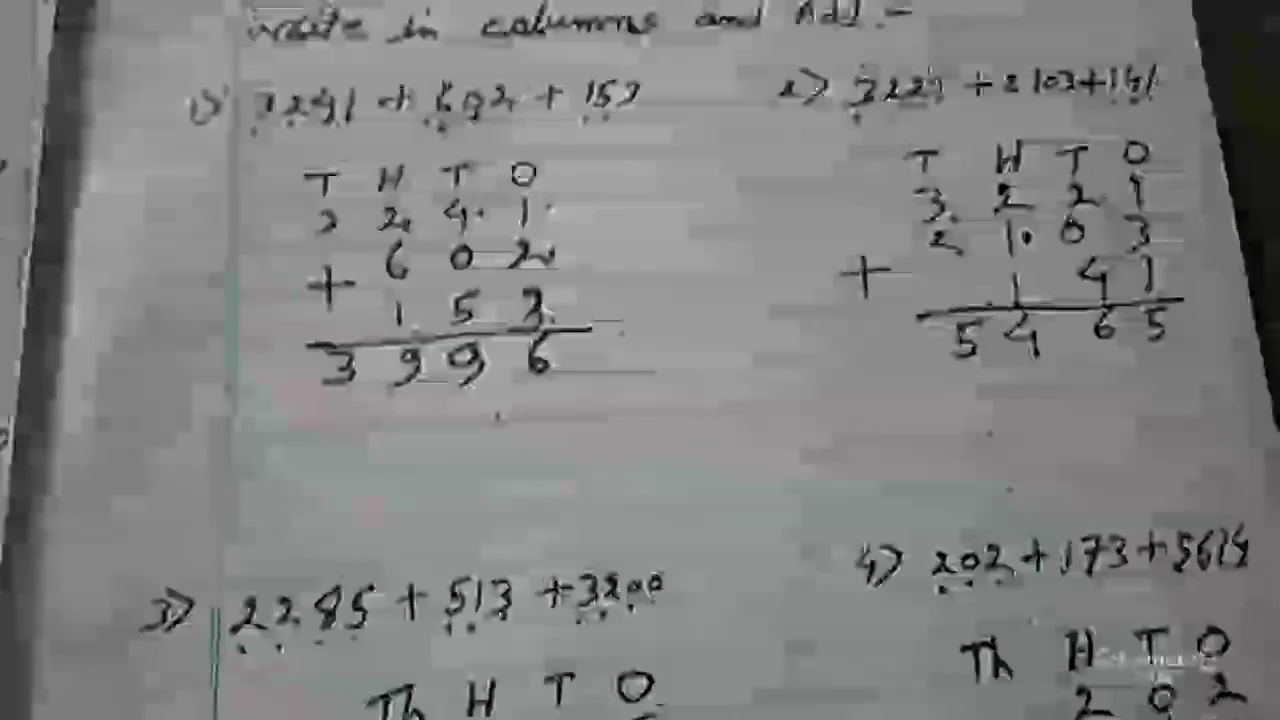 write in columns and Add :-
1) 3241 + 602 + 153
2) 3221 + 2103 + 141
T H T O
3 2 4 1
6 0 2
+ 1 5 3
3 9 9 6
T H T O
3 2 2 1
2 1 0 3
+ 1 4 1
5 4 6 5
3) 2285 + 513 + 3200
4) 202 + 173 + 5614
Th H T O
Th H T O
2 0 2